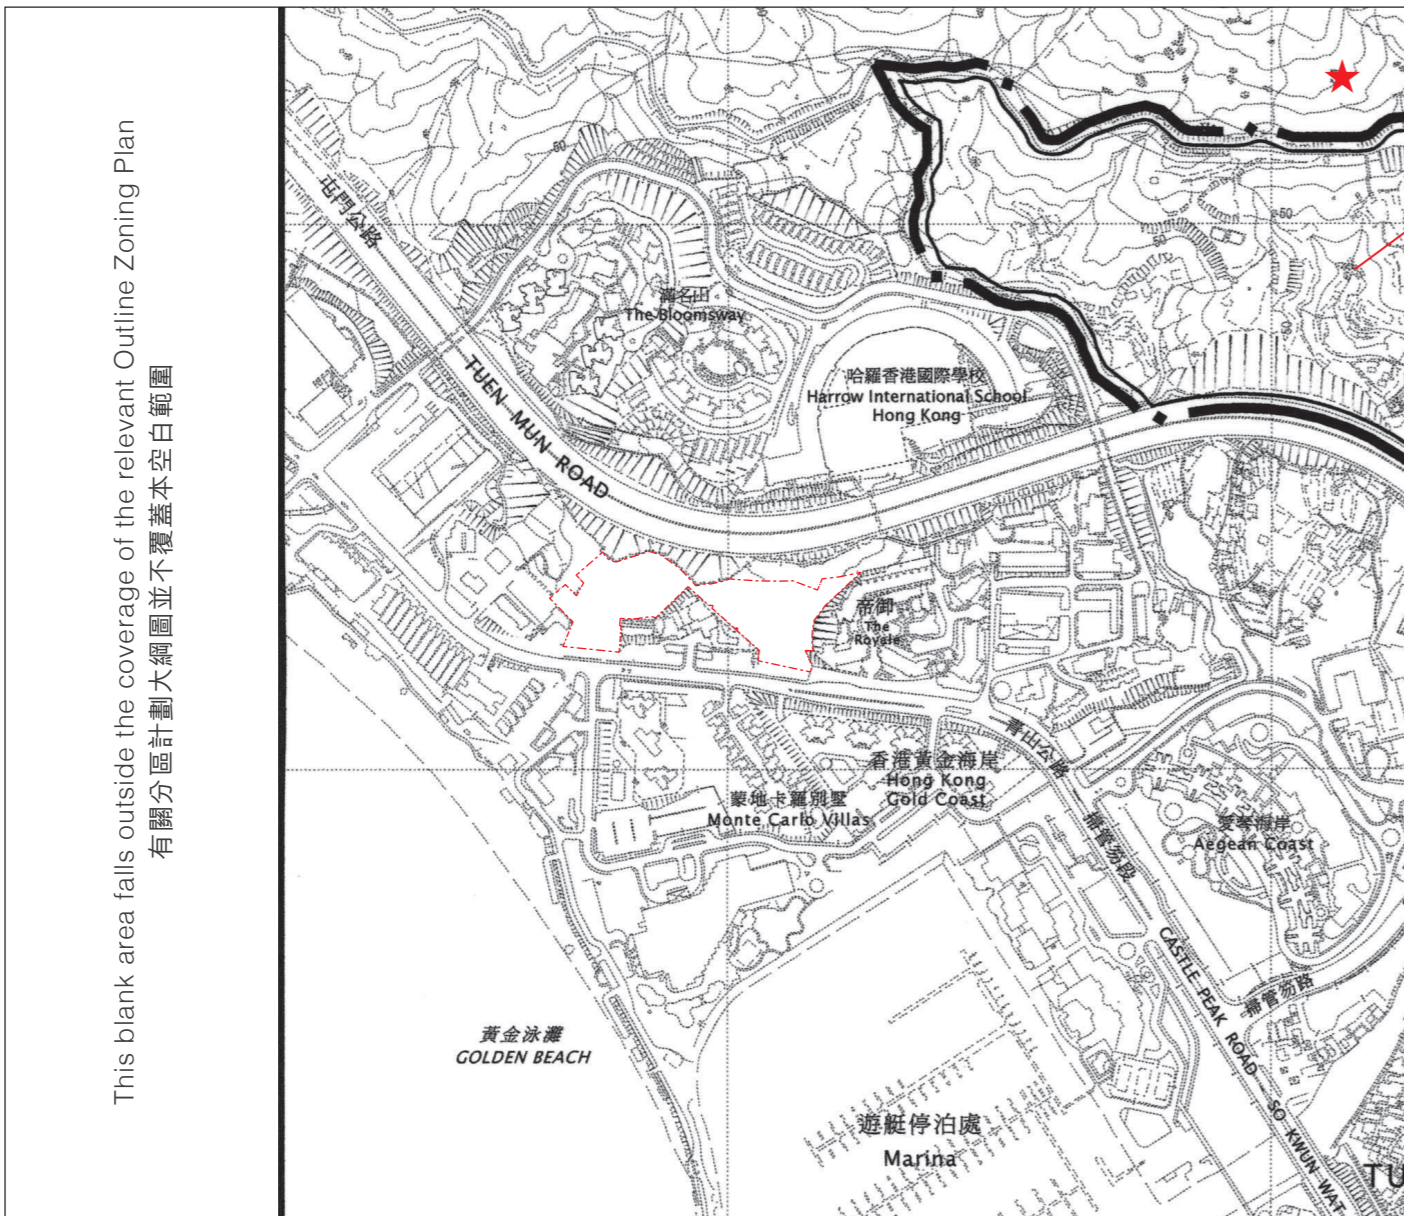 This blank area falls outside the coverage of the relevant Outline Zoning Plan
有關分區計劃大綱圖並不覆蓋本空白範圍
屯門公路
TUEN MUN ROAD
滿名山
The Bloomsway
哈羅香港國際學校
Harrow International School
Hong Kong
50
50
50
50
帝御
The
Royale
青山公路
掃管笏段
香港黃金海岸
Hong Kong
Gold Coast
蒙地卡羅別墅
Monte Carlo Villas
愛琴海岸
Aegean Coast
CASTLE PEAK ROAD - SO KWUN WAT
掃管笏路
黃金泳灘
GOLDEN BEACH
遊艇停泊處
Marina
TU